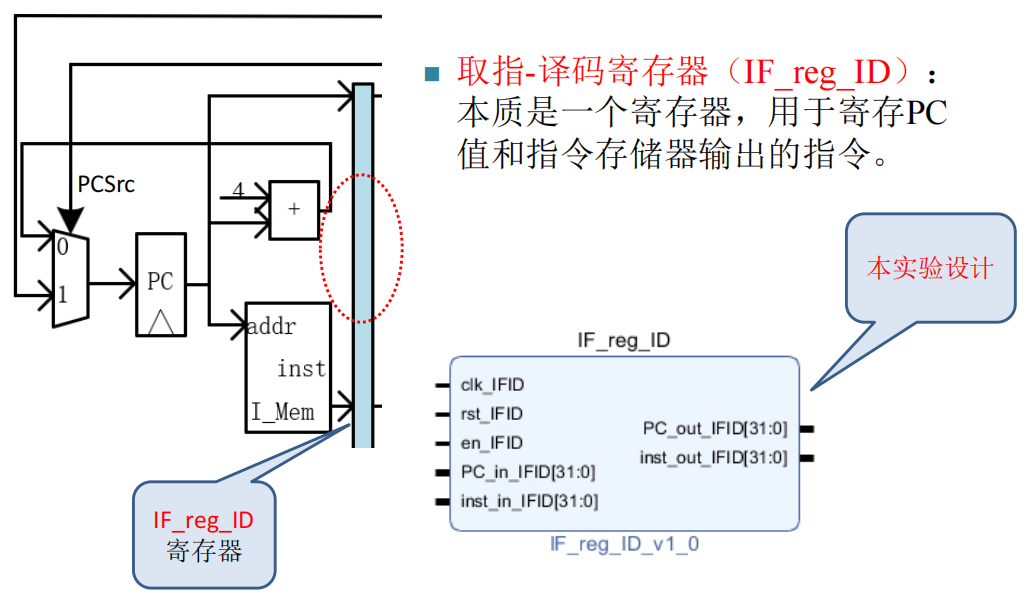 ■ 取指-译码寄存器（IF_reg_ID）：
本质是一个寄存器，用于寄存PC
值和指令存储器输出的指令。
PCSrc
4
+
0
1
PC
addr
inst
I_Mem
IF_reg_ID
寄存器
本实验设计
IF_reg_ID
clk_IFID
rst_IFID
en_IFID
PC_in_IFID[31:0]
inst_in_IFID[31:0]
PC_out_IFID[31:0]
inst_out_IFID[31:0]
IF_reg_ID_v1_0